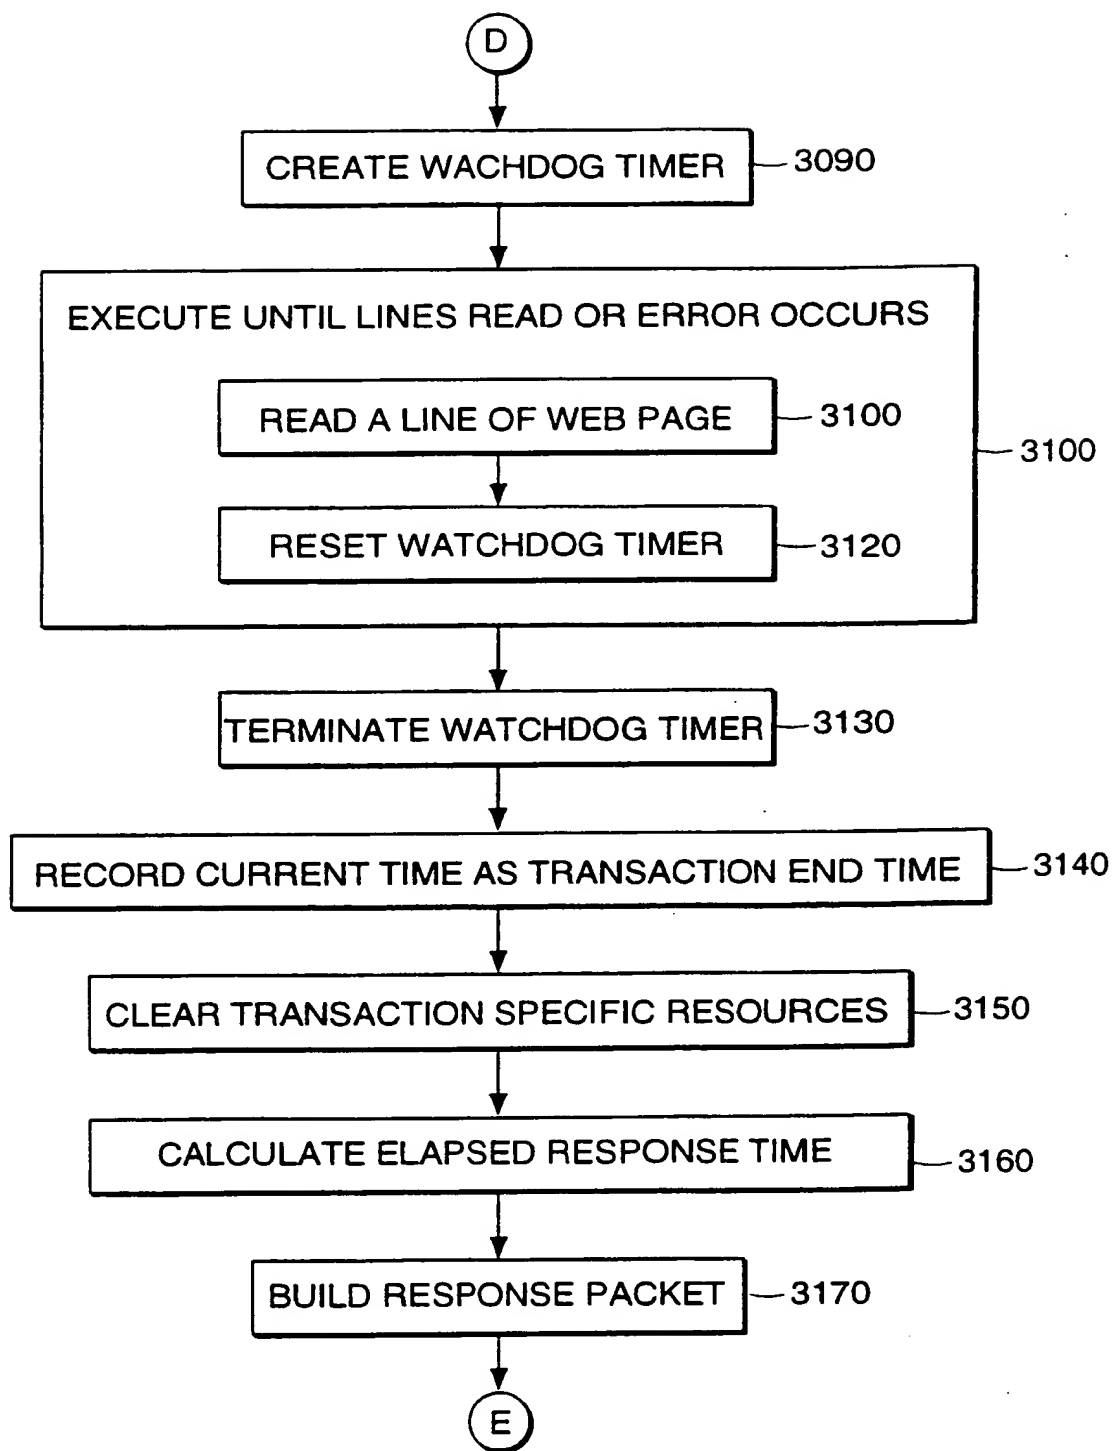 D
CREATE WACHDOG TIMER
3090
EXECUTE UNTIL LINES READ OR ERROR OCCURS
READ A LINE OF WEB PAGE
3100
3100
RESET WATCHDOG TIMER
3120
TERMINATE WATCHDOG TIMER
3130
RECORD CURRENT TIME AS TRANSACTION END TIME
3140
CLEAR TRANSACTION SPECIFIC RESOURCES
3150
CALCULATE ELAPSED RESPONSE TIME
3160
BUILD RESPONSE PACKET
3170
E